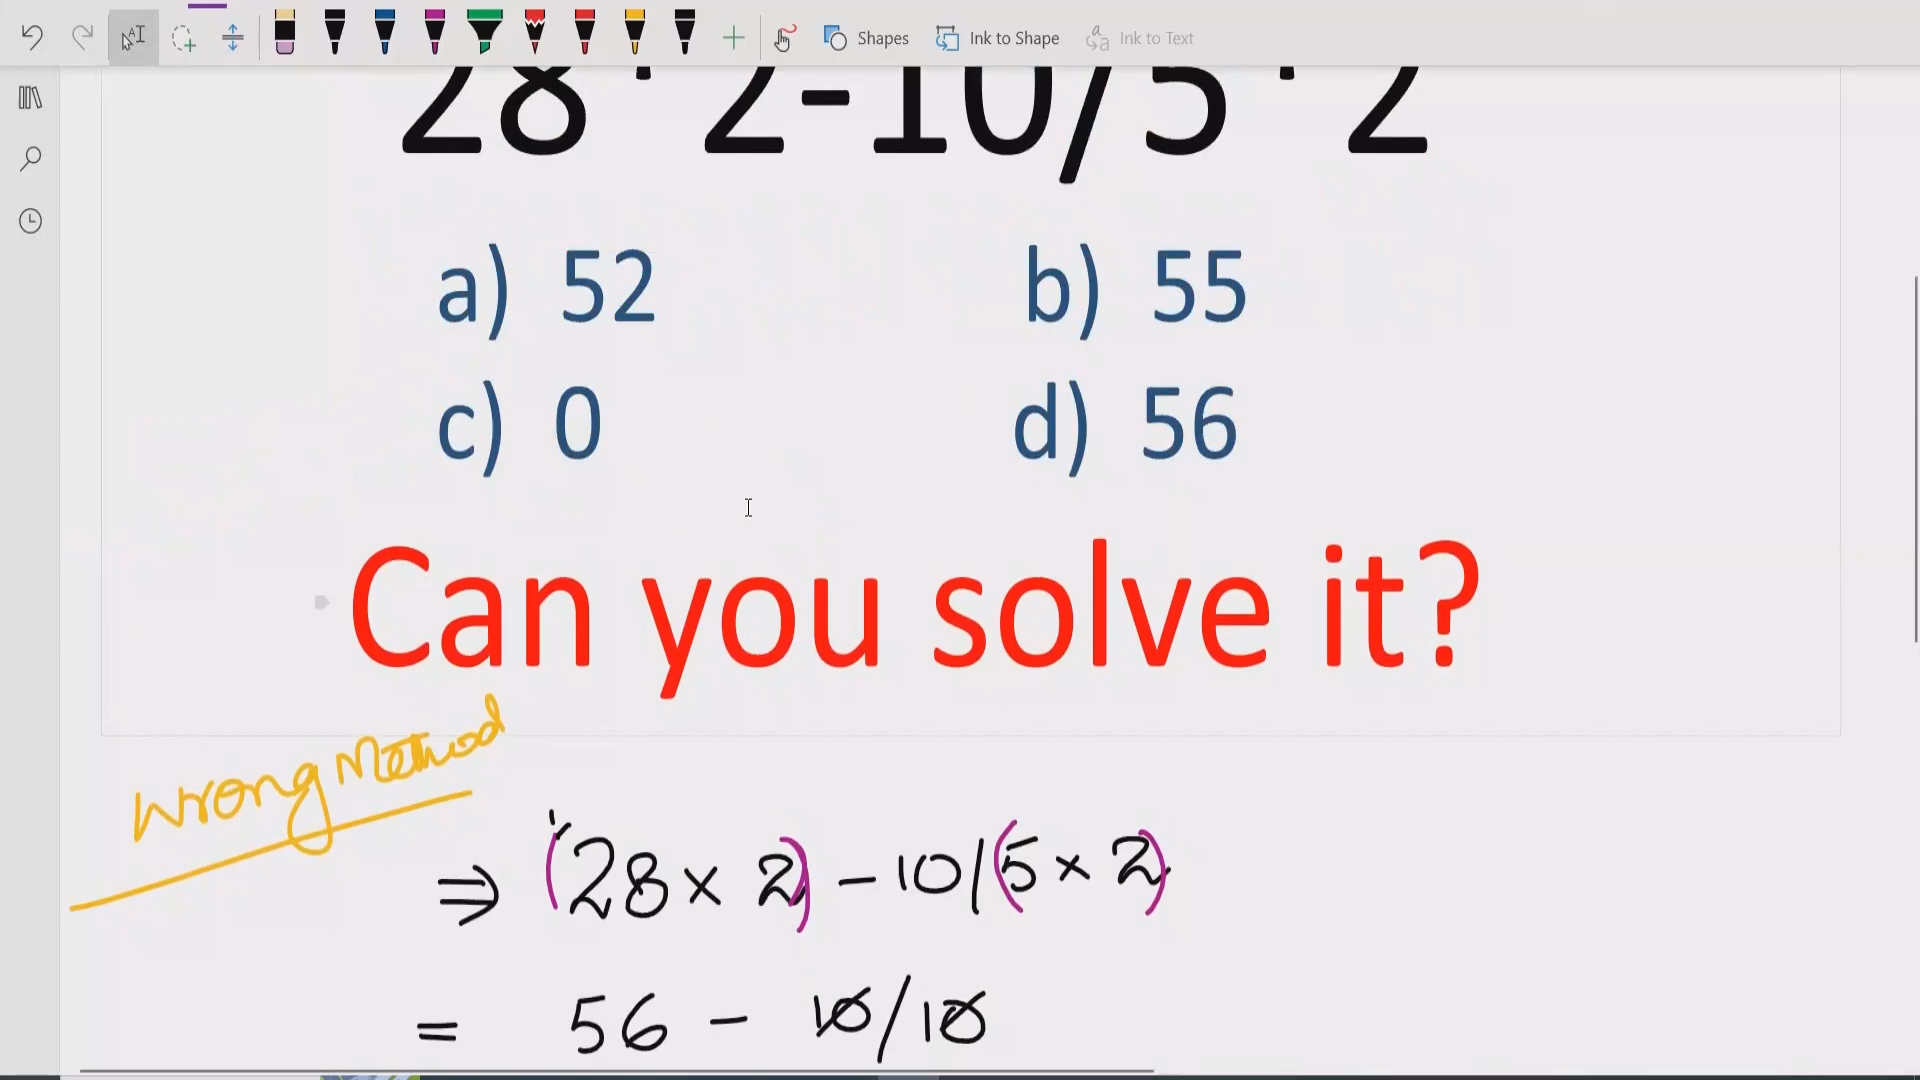 Shapes Ink to Shape Ink to Text
28*2-10/5*2
a) 52 b) 55
c) 0 d) 56
Can you solve it?
Wrong Method
⇒ (28 × 2) - 10/(5 × 2)
= 56 - 10/10